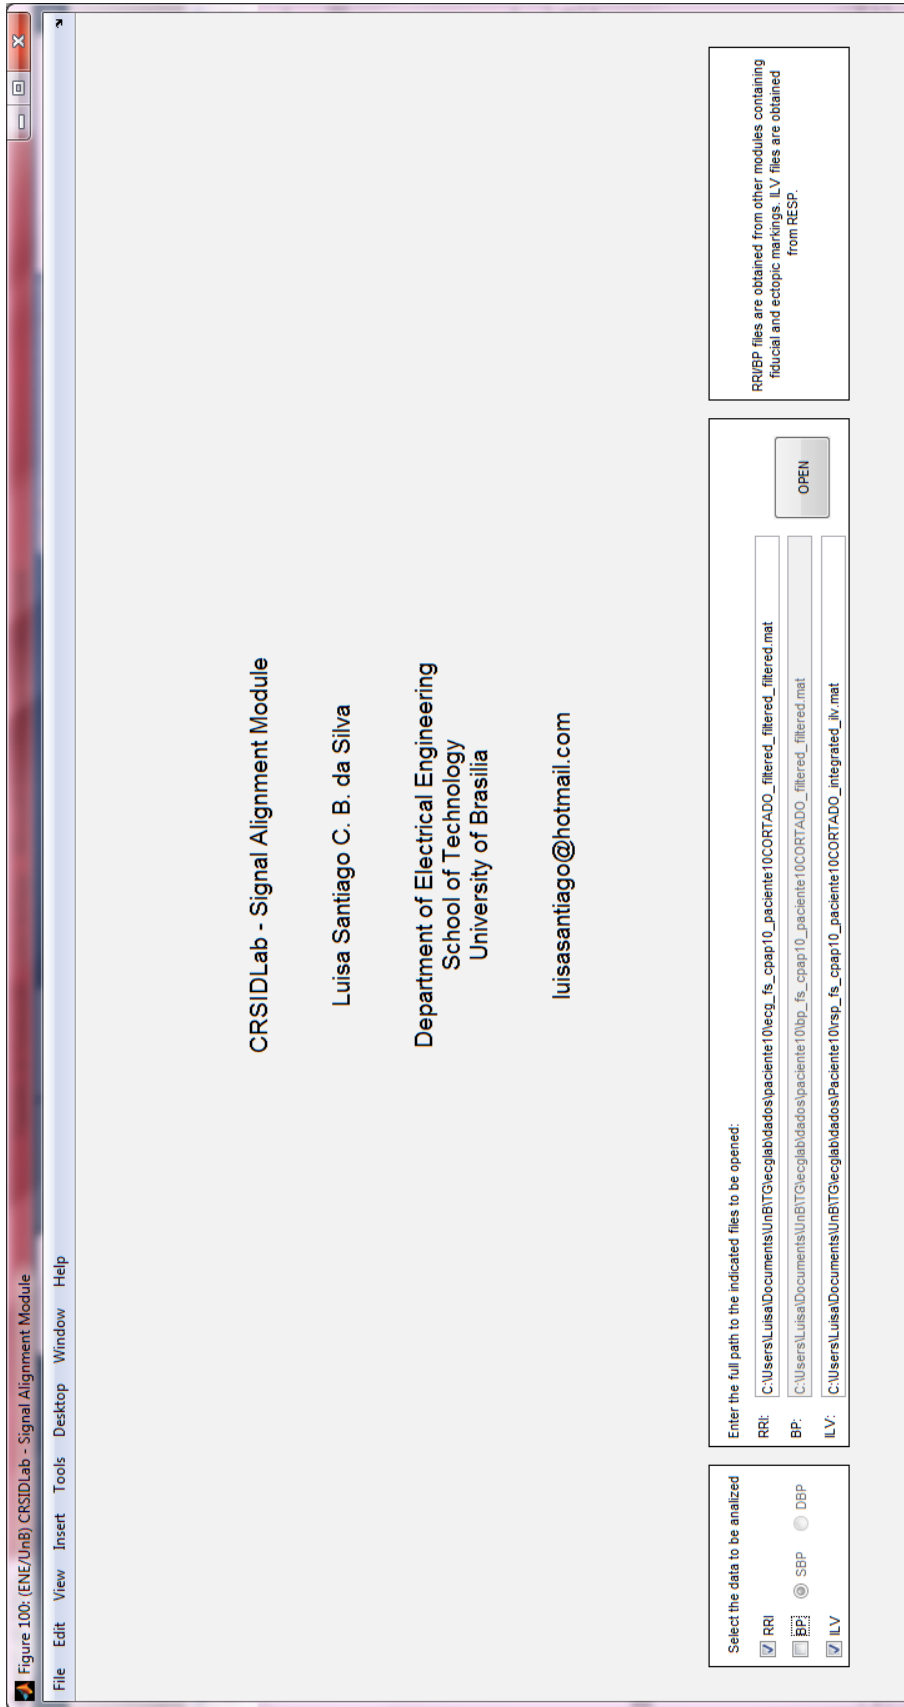 Figure 100: (ENE/UnB) CRSIDLab - Signal Alignment Module
File Edit View Insert Tools Desktop Window Help
CRSIDLab - Signal Alignment Module
Luisa Santiago C. B. da Silva
Department of Electrical Engineering
School of Technology
University of Brasilia
luisasantiago@hotmail.com
Select the data to be analized
RRI
BP: SBP DBP
ILV
Enter the full path to the indicated files to be opened:
RRI: C:\Users\Luisa\Documents\UnB\TG\ecglab\dados\paciente10\ecg_fs_cpap10_paciente10CORTADO_filtered_filtered.mat
BP: C:\Users\Luisa\Documents\UnB\TG\ecglab\dados\paciente10\bp_fs_cpap10_paciente10CORTADO_filtered_filtered.mat
ILV: C:\Users\Luisa\Documents\UnB\TG\ecglab\dados\Paciente10\rsp_fs_cpap10_paciente10CORTADO_integrated_ilv.mat
OPEN
RRI/BP files are obtained from other modules containing
fiducial and ectopic markings. ILV files are obtained
from RESP.